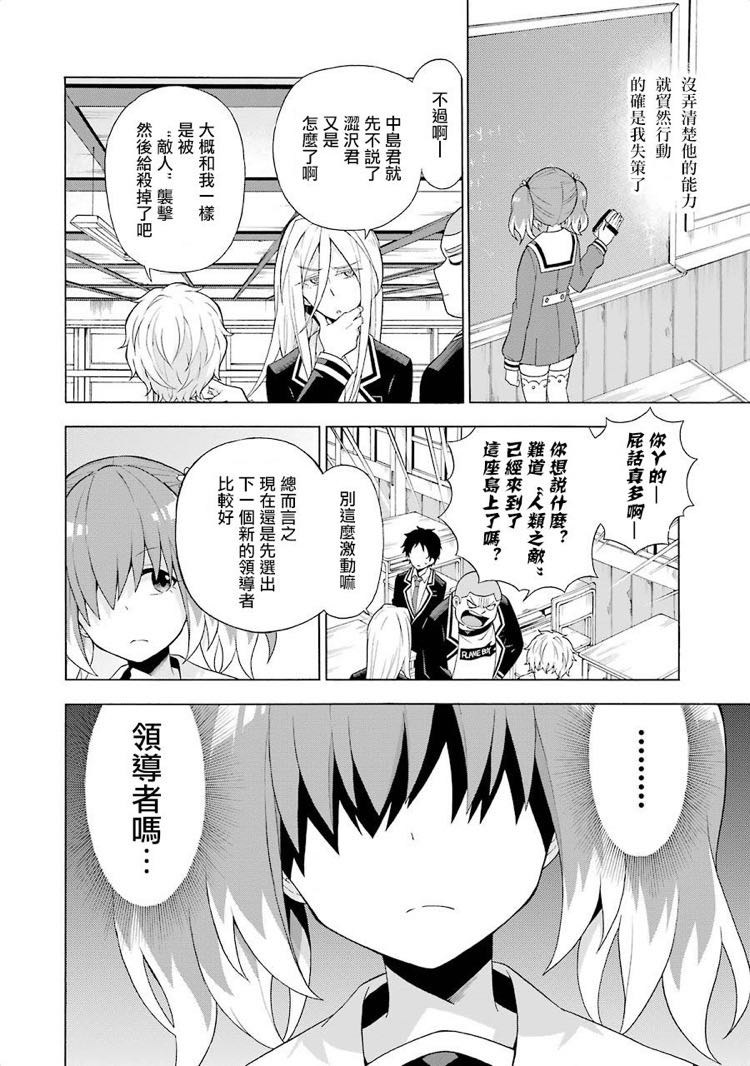 沒弄清楚他的能力—
就貿然行動
的確是我失策了
不過啊—
中島君就
先不說了
澀沢君
又是
怎麼了啊
大概和我一樣
是被
“敵人”襲擊
然後給殺掉了吧
你丫的—
屁話真多啊—
你想說什麼？
難道“人類之敵”
已經來到了
這座島上了嗎？
FLAME BOY
別這麼激動嘛
總而言之
現在還是先選出
下一個新的領導者
比較好
………
領導者嗎…